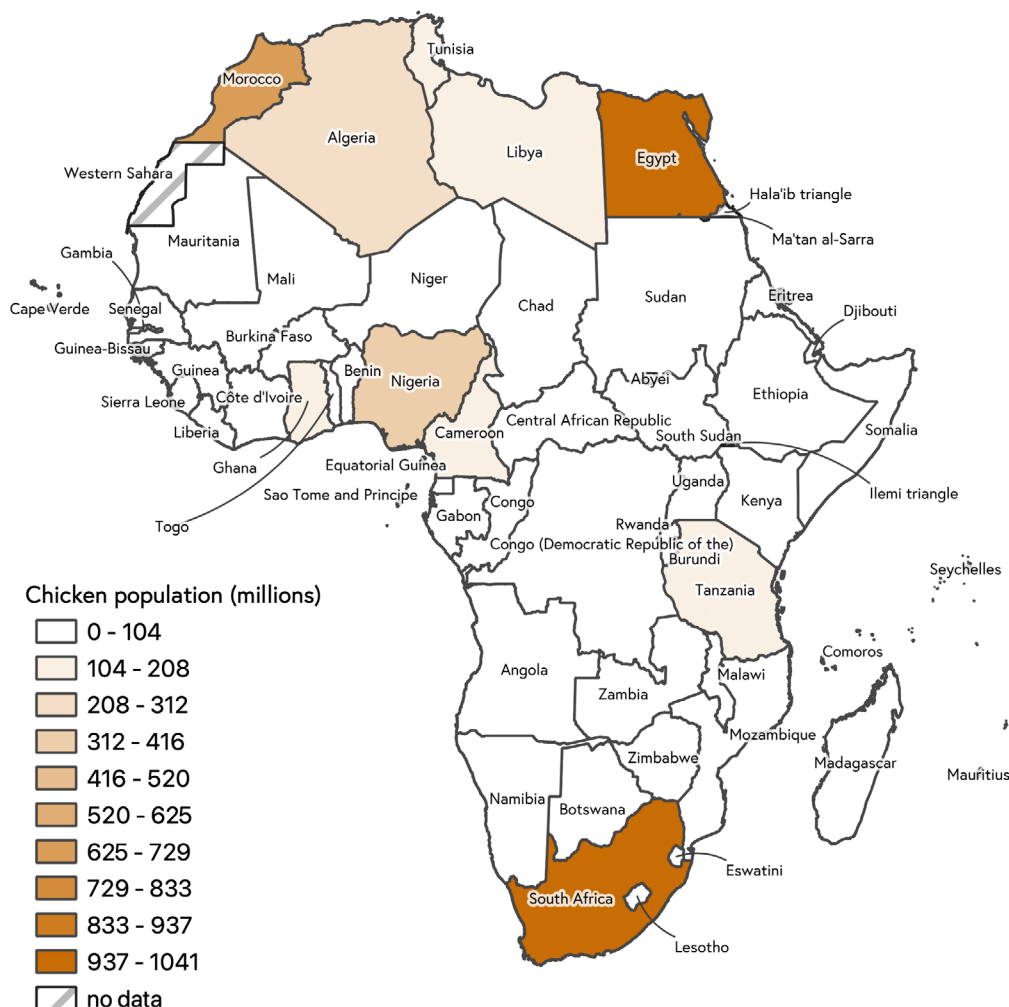 Tunisia
Morocco
Algeria
Libya
Egypt
Western Sahara
Hala'ib triangle
Mauritania
Ma'tan al-Sarra
Gambia
Mali
Niger
Sudan
Eritrea
Chad
Cape Verde
Senegal
Djibouti
Burkina Faso
Guinea-Bissau
Guinea
Benin
Nigeria
Abyei
Ethiopia
Sierra Leone
Côte d'Ivoire
Central African Republic
Somalia
Liberia
Cameroon
South Sudan
Ghana
Equatorial Guinea
Uganda
Ilemi triangle
Sao Tome and Principe
Congo
Kenya
Gabon
Togo
Rwanda
Congo (Democratic Republic of the)
Burundi
Seychelles
Tanzania
Comoros
Angola
Malawi
Zambia
Mozambique
Zimbabwe
Madagascar
Mauritius
Namibia
Botswana
Eswatini
South Africa
Lesotho
Chicken population (millions)
0 - 104
104 - 208
208 - 312
312 - 416
416 - 520
520 - 625
625 - 729
729 - 833
833 - 937
937 - 1041
no data